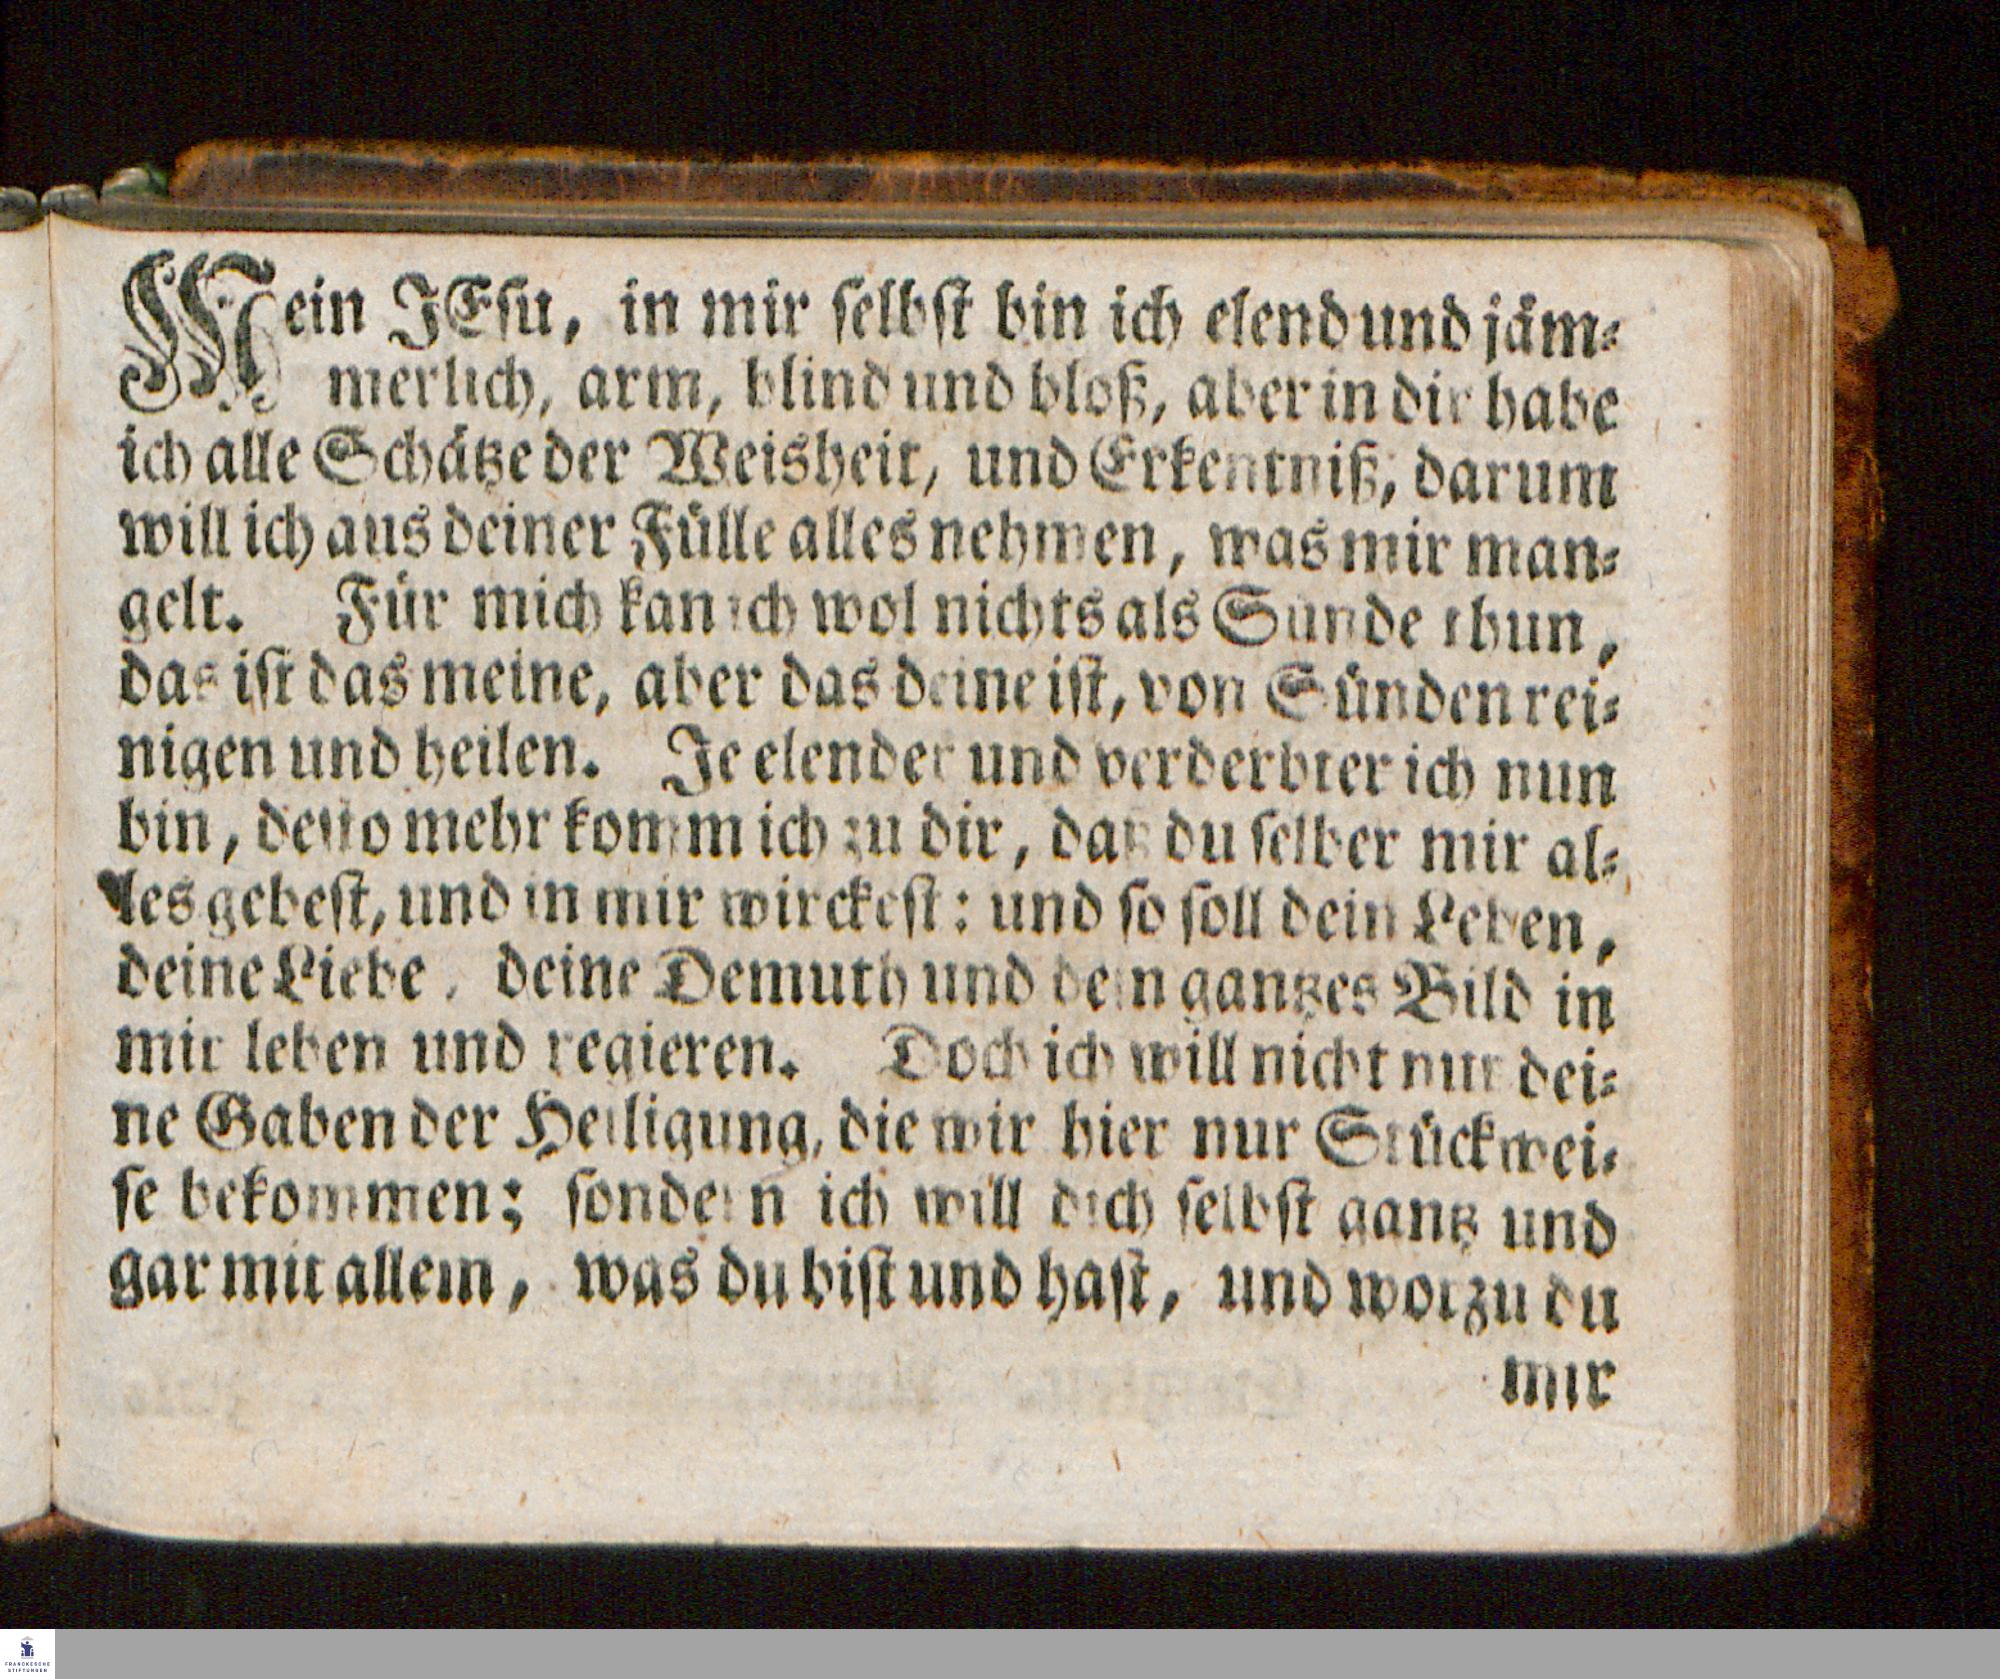 Mein JEsu, in mir selbst bin ich elend und jäm-
merlich, arm, blind und bloß, aber in dir habe
ich alle Schätze der Weisheit, und Erkentniß; darum
will ich aus deiner Fülle alles nehmen, was mir man-
gelt. Für mich kan ich wol nichts als Sünde thun,
das ist das meine, aber das deine ist, von Sünden rei-
nigen und heilen. Je elender und verderbter ich nun
bin, desto mehr komm ich zu dir, daß du selber mir al-
les gebest, und in mir wirckest: und so soll dein Leben,
deine Liebe, deine Demuth und dein gantzes Bild in
mir leben und regieren. Doch ich will nicht nur dei-
ne Gaben der Heiligung, die wir hier nur Stückwei-
se bekommen; sondern ich will dich selbst gantz und
gar mit allem, was du bist und hast, und worzu du
mir
FRANCKESCHE
STIFTUNGEN